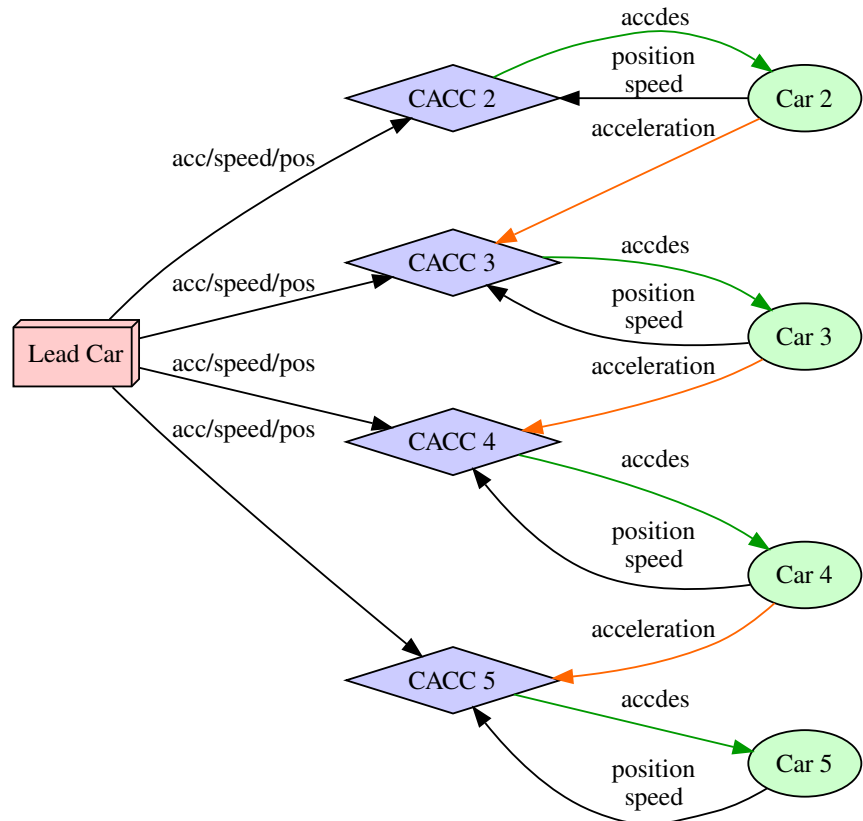 accdes
position
speed
CACC 2
Car 2
acceleration
acc/speed/pos
accdes
CACC 3
acc/speed/pos
position
speed
Car 3
Lead Car
acc/speed/pos
acceleration
acc/speed/pos
CACC 4
accdes
position
speed
Car 4
acceleration
CACC 5
accdes
Car 5
position
speed